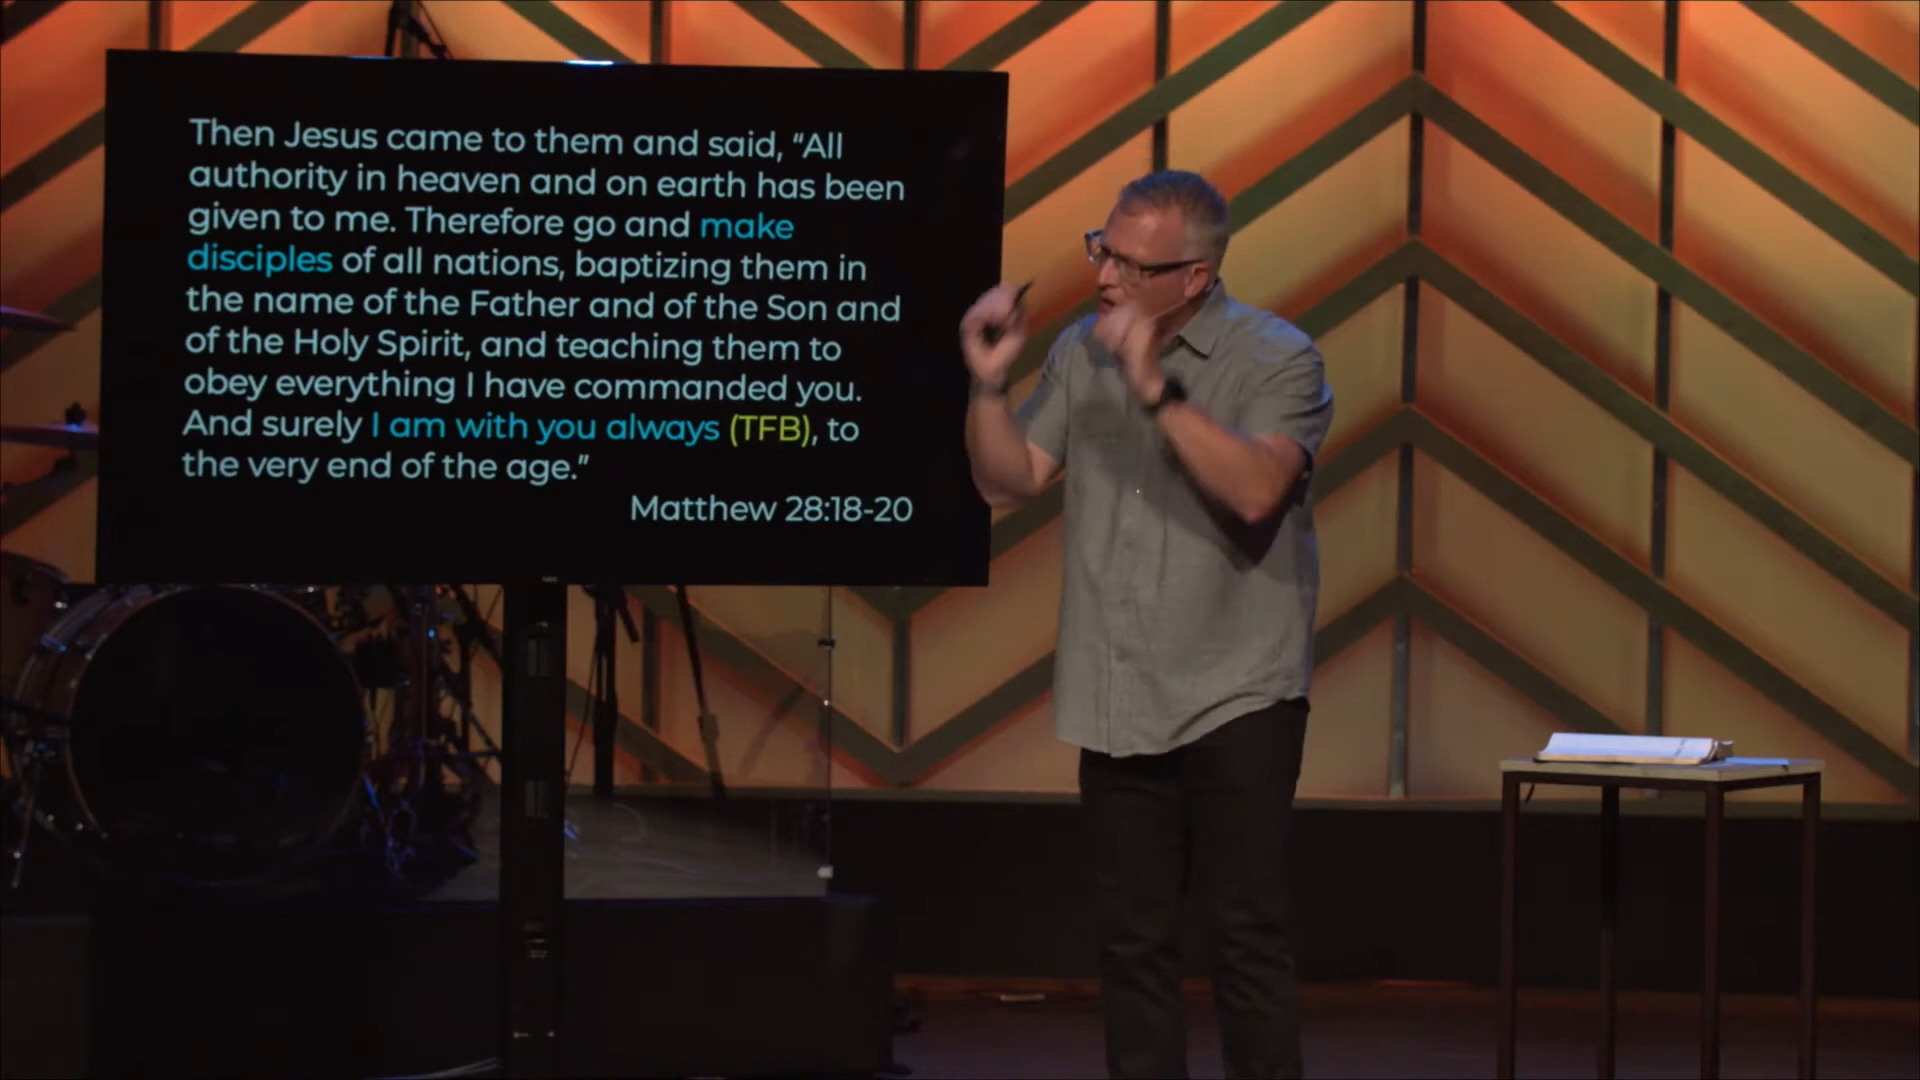 Then Jesus came to them and said, “All
authority in heaven and on earth has been
given to me. Therefore go and make
disciples of all nations, baptizing them in
the name of the Father and of the Son and
of the Holy Spirit, and teaching them to
obey everything I have commanded you.
And surely I am with you always (TFB), to
the very end of the age.”
Matthew 28:18-20